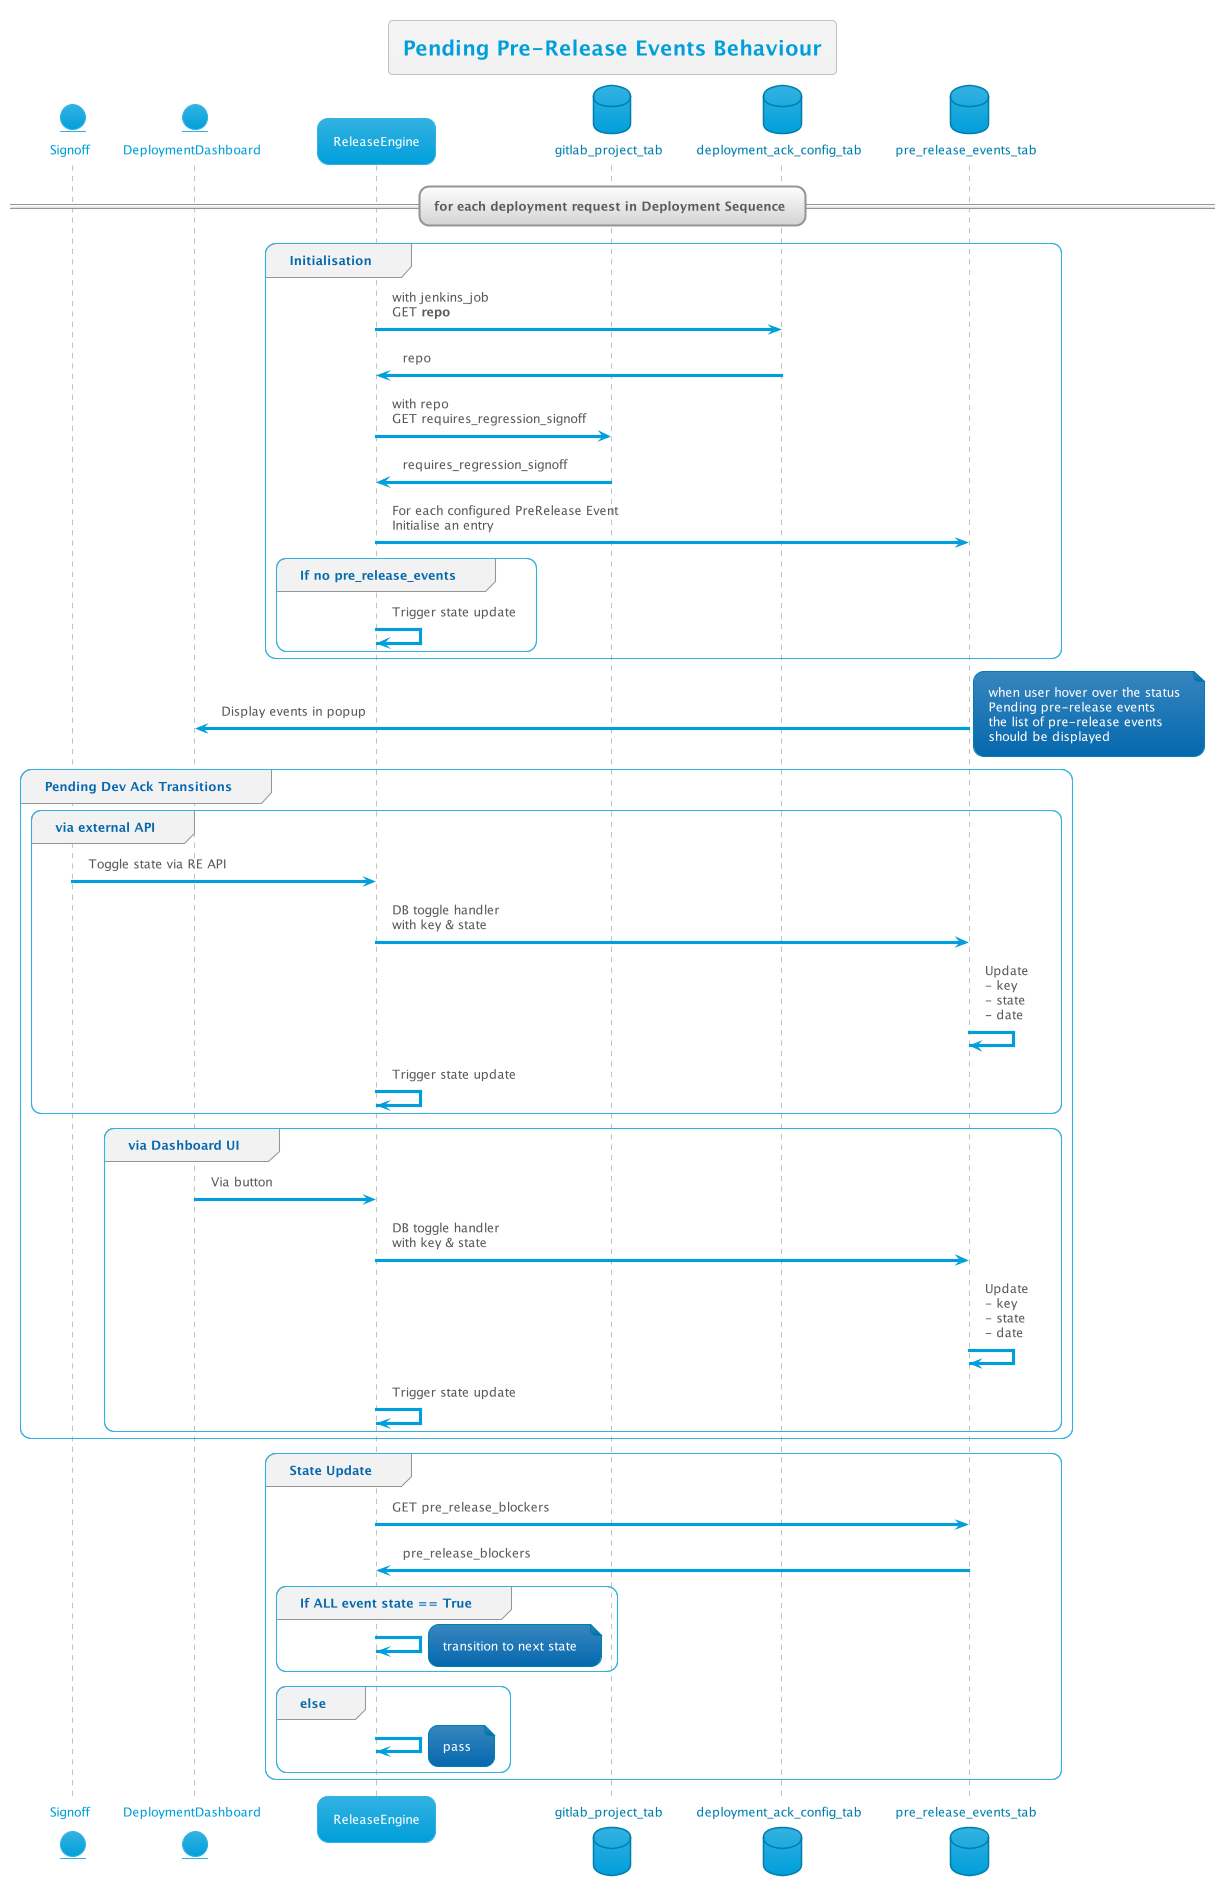 Pending Pre-Release Events Behaviour
Signoff
DeploymentDashboard
ReleaseEngine
gitlab_project_tab
deployment_ack_config_tab
pre_release_events_tab
for each deployment request in Deployment Sequence
Initialisation
with jenkins_job
GET repo
repo
with repo
GET requires_regression_signoff
requires_regression_signoff
For each configured PreRelease Event
Initialise an entry
If no pre_release_events
Trigger state update
Display events in popup
when user hover over the status
Pending pre-release events
the list of pre-release events
should be displayed
Pending Dev Ack Transitions
via external API
Toggle state via RE API
DB toggle handler
with key & state
Update
- key
- state
- date
Trigger state update
via Dashboard UI
Via button
DB toggle handler
with key & state
Update
- key
- state
- date
Trigger state update
State Update
GET pre_release_blockers
pre_release_blockers
If ALL event state == True
transition to next state
else
pass
Signoff
DeploymentDashboard
ReleaseEngine
gitlab_project_tab
deployment_ack_config_tab
pre_release_events_tab